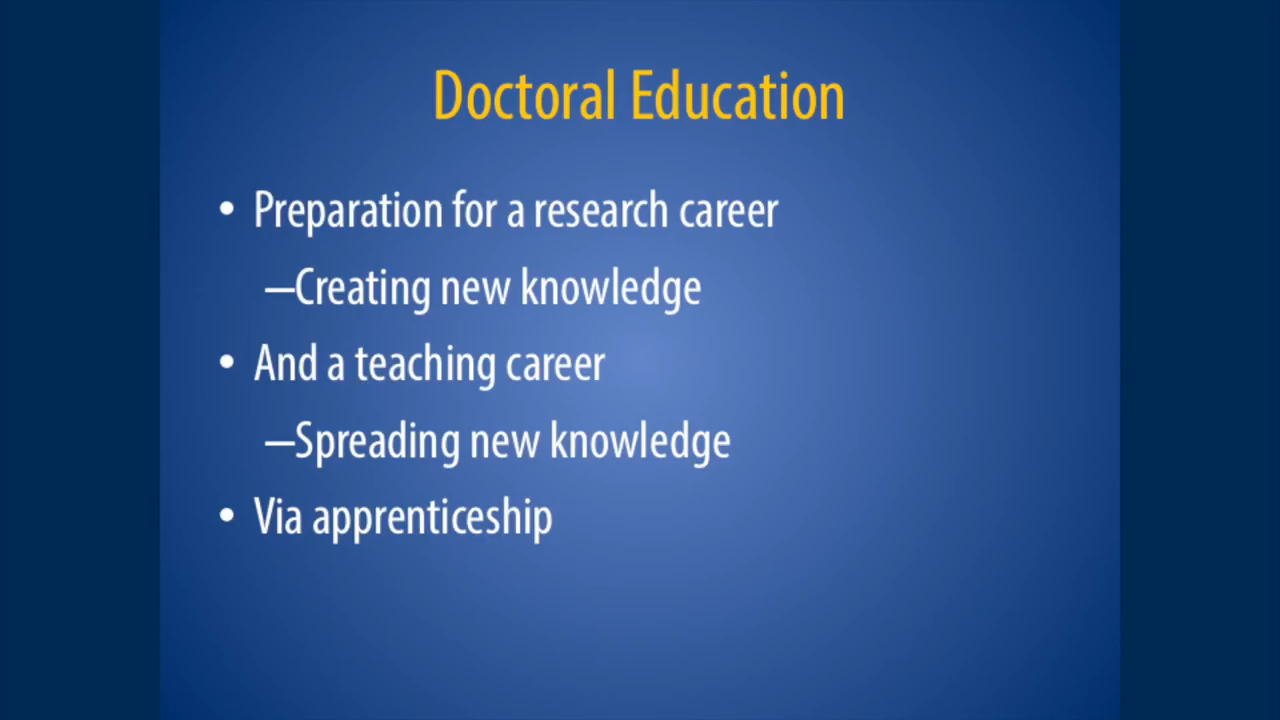 Doctoral Education
• Preparation for a research career
–Creating new knowledge
• And a teaching career
–Spreading new knowledge
• Via apprenticeship